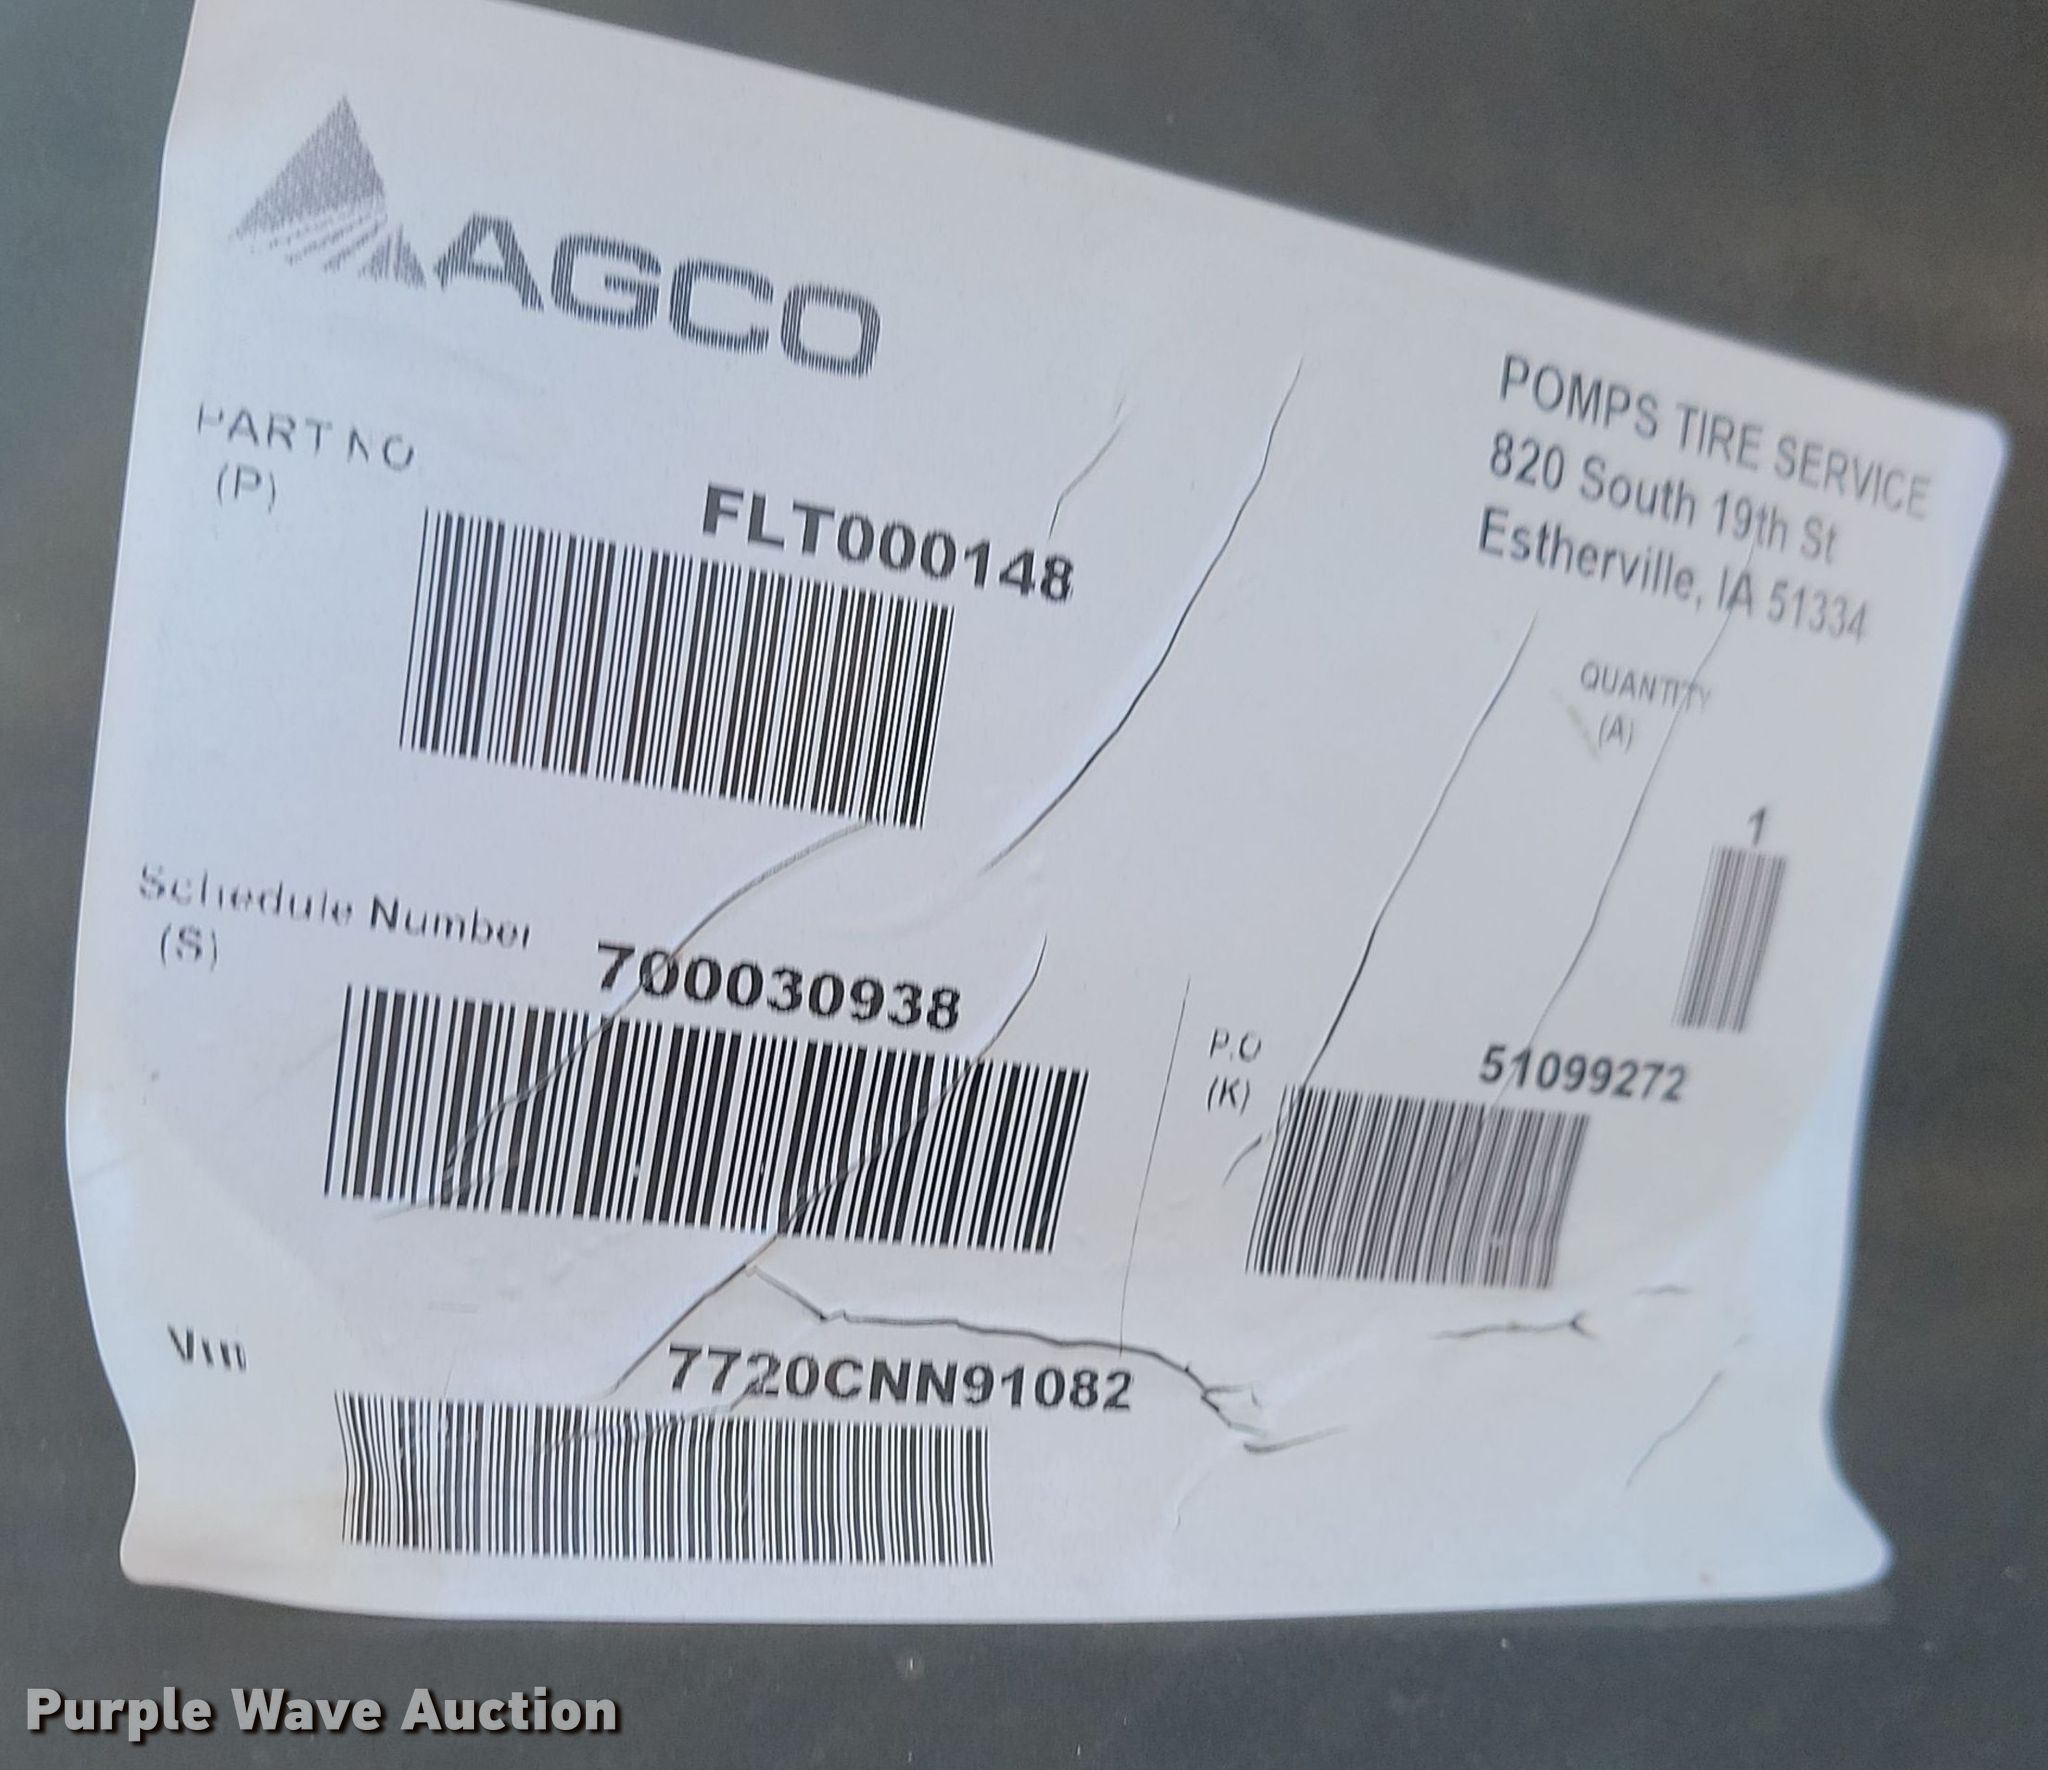 AGCO
POMPS TIRE SERVICE
820 South 19th St
Estherville, IA 51334
PART NO
(P)
FLT000148
QUANTITY
(A)
1
Schedule Number
(S)
700030938
P.O
(K)
51099272
Vin
7720CNN91082
Purple Wave Auction